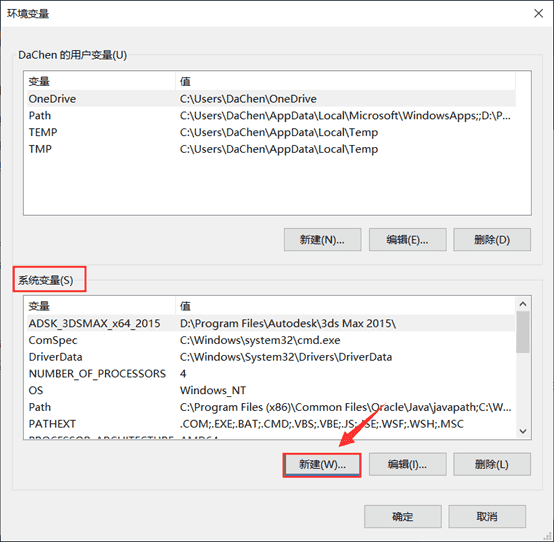 环境变量
DaChen 的用户变量(U)
变量 值
OneDrive C:\Users\DaChen\OneDrive
Path C:\Users\DaChen\AppData\Local\Microsoft\WindowsApps;;D:\P...
TEMP C:\Users\DaChen\AppData\Local\Temp
TMP C:\Users\DaChen\AppData\Local\Temp
新建(N)... 编辑(E)... 删除(D)
系统变量(S)
变量 值
ADSK_3DSMAX_x64_2015 D:\Program Files\Autodesk\3ds Max 2015\
ComSpec C:\Windows\system32\cmd.exe
DriverData C:\Windows\System32\Drivers\DriverData
NUMBER_OF_PROCESSORS 4
OS Windows_NT
Path C:\Program Files (x86)\Common Files\Oracle\Java\javapath;C:\W...
PATHEXT .COM;.EXE;.BAT;.CMD;.VBS;.VBE;.JS;.JSE;.WSF;.WSH;.MSC
PROCESSOR_ARCHITECTURE AMD64
新建(W)... 编辑(I)... 删除(L)
确定 取消